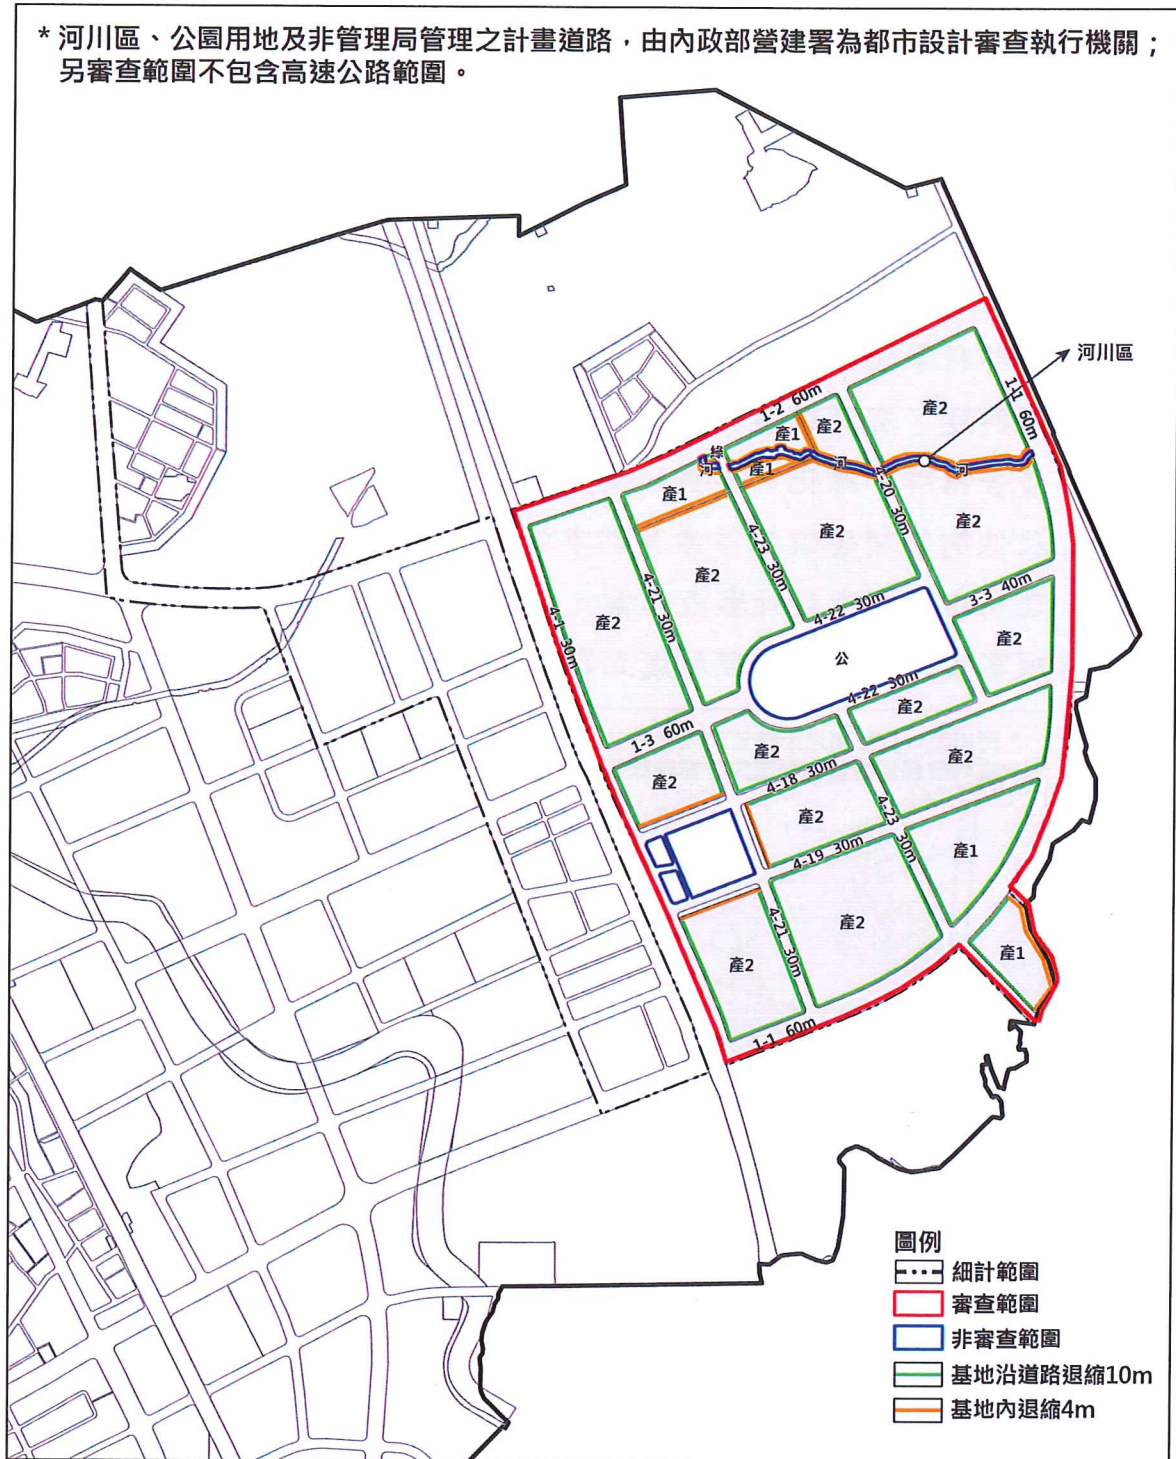 * 河川區、公園用地及非管理局管理之計畫道路，由內政部營建署為都市設計審查執行機關；
另審查範圍不包含高速公路範圍。
河川區
1-1 60m
1-2 60m
產2
產1
產2
綠
河
產1
河
河
產1
4-20 30m
產2
產2
4-23 30m
產2
4-21 30m
產2
4-1 30m
3-3 40m
4-22 30m
產2
公
4-22 30m
產2
1-3 60m
產2
產2
產2
4-18 30m
產2
4-23 30m
4-19 30m
產1
產2
4-21 30m
產2
產1
1-1 60m
圖例
細計範圍
審查範圍
非審查範圍
基地沿道路退縮10m
基地內退縮4m